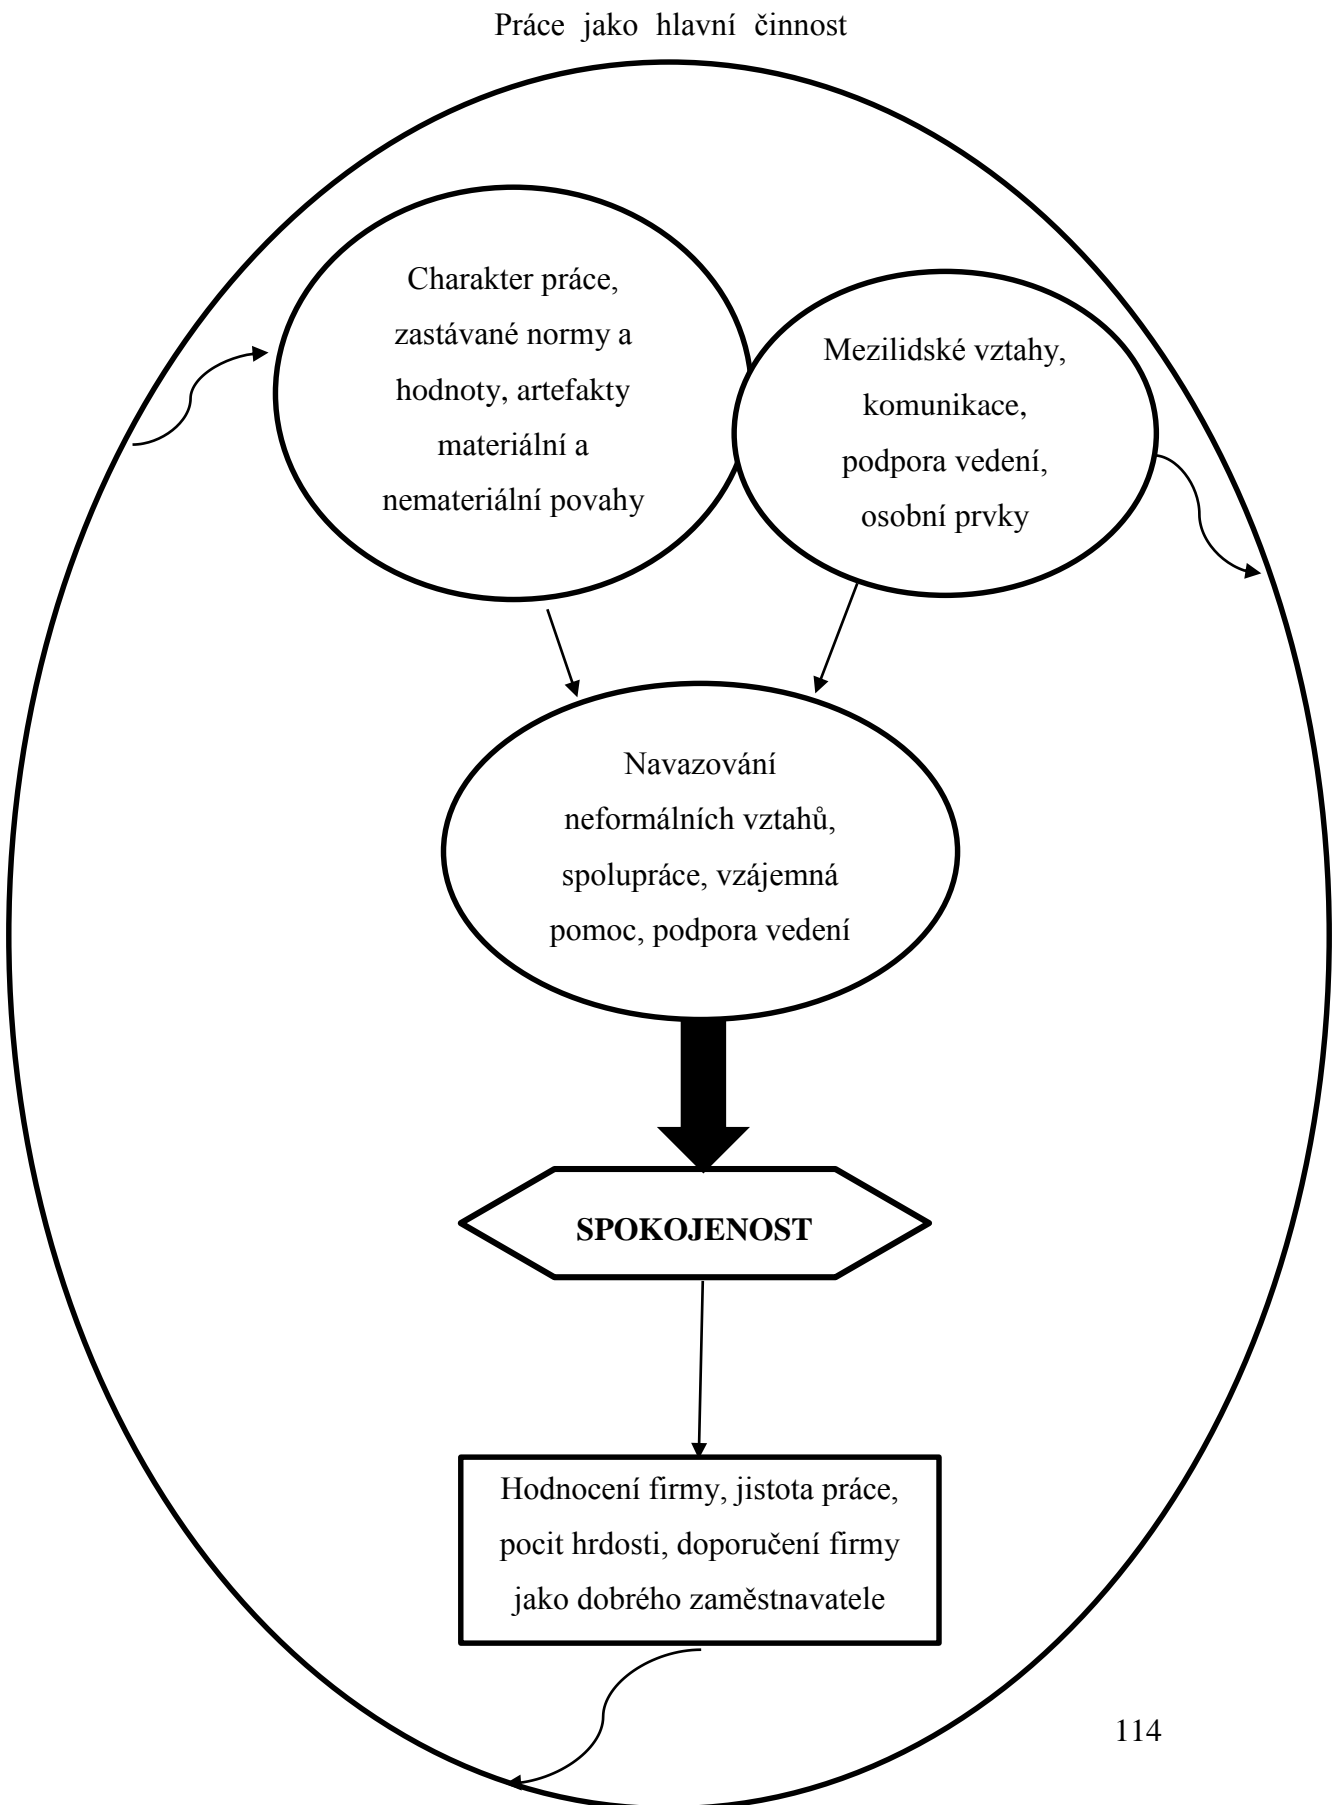 Práce jako hlavní činnost
Charakter práce,
zastávané normy a
hodnoty, artefakty
materiální a
nemateriální povahy
Mezilidské vztahy,
komunikace,
podpora vedení,
osobní prvky
Navazování
neformálních vztahů,
spolupráce, vzájemná
pomoc, podpora vedení
SPOKOJENOST
Hodnocení firmy, jistota práce,
pocit hrdosti, doporučení firmy
jako dobrého zaměstnavatele
114